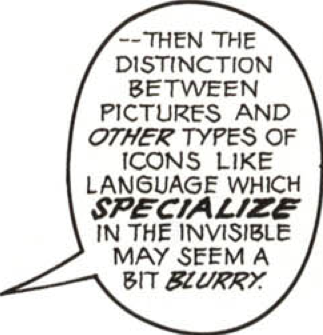 --THEN THE
DISTINCTION
BETWEEN
PICTURES AND
OTHER TYPES OF
ICONS LIKE
LANGUAGE WHICH
SPECIALIZE
IN THE INVISIBLE
MAY SEEM A
BIT BLURRY.